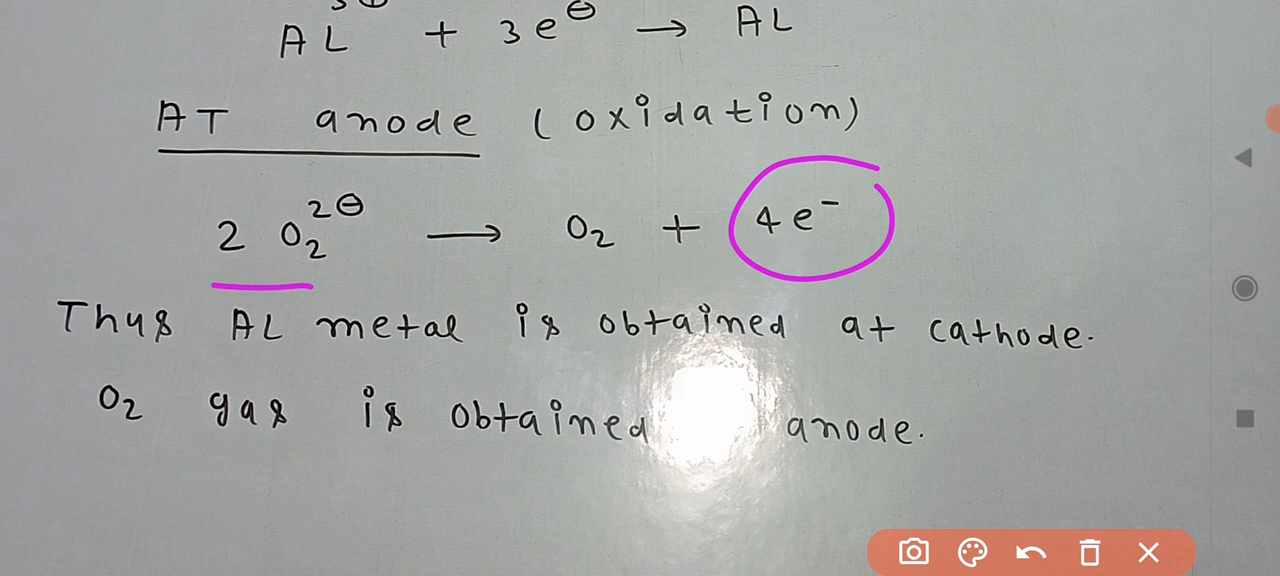 AL 3⊕ + 3e⊖ → AL
AT anode (oxidation)
2 O₂ 2⊖ → O₂ + 4e⁻
Thus AL metal is obtained at cathode.
O₂ gas is obtained anode.